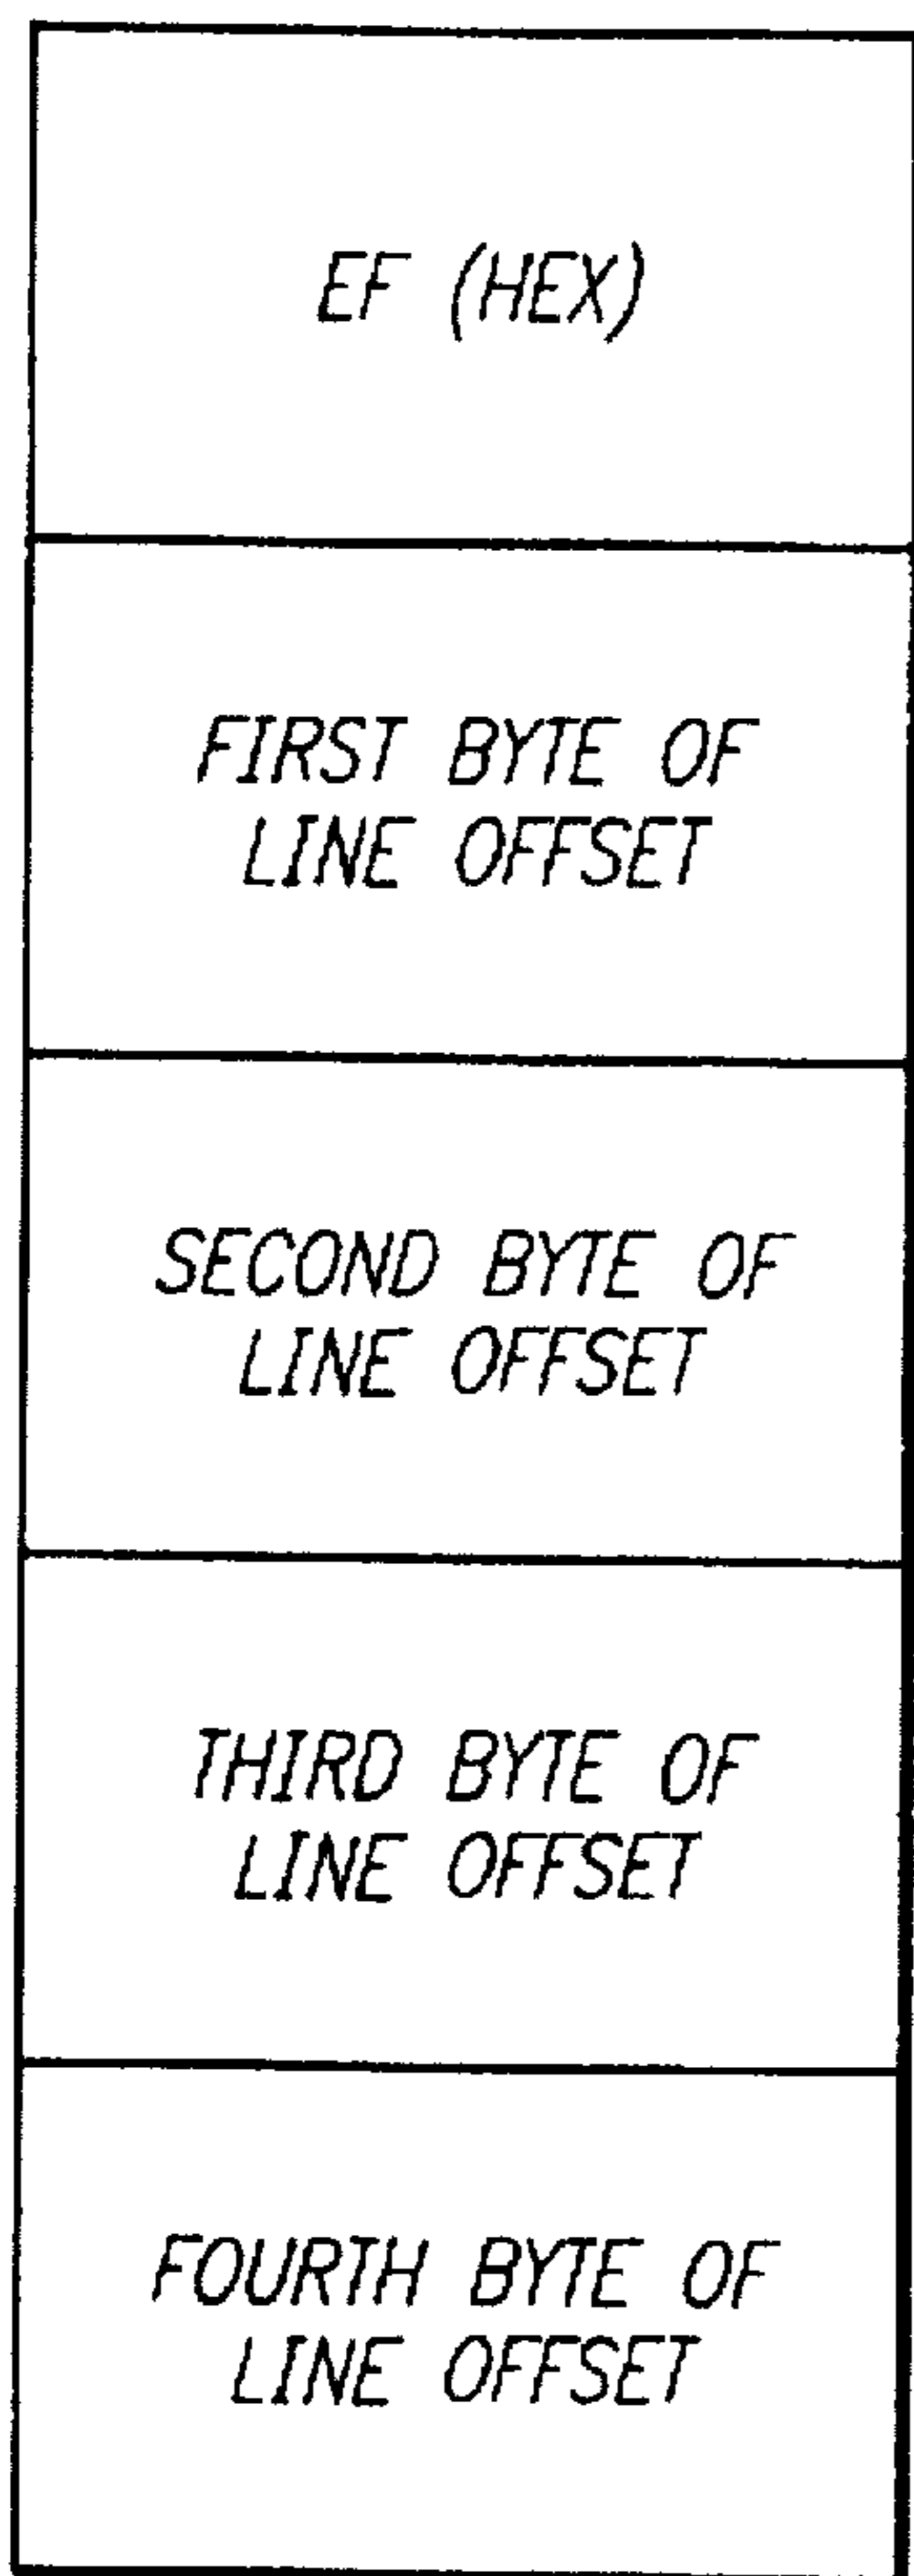 EF (HEX)
FIRST BYTE OF
LINE OFFSET
SECOND BYTE OF
LINE OFFSET
THIRD BYTE OF
LINE OFFSET
FOURTH BYTE OF
LINE OFFSET